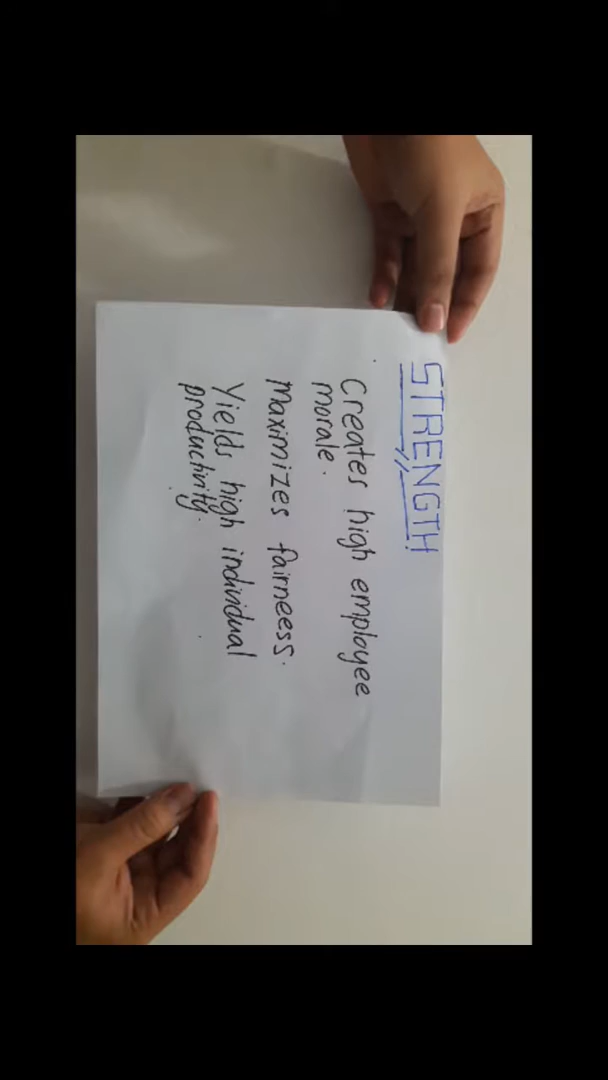 STRENGTH
Creates high employee
morale.
Maximizes fairneess.
Yields high individual
productivity.